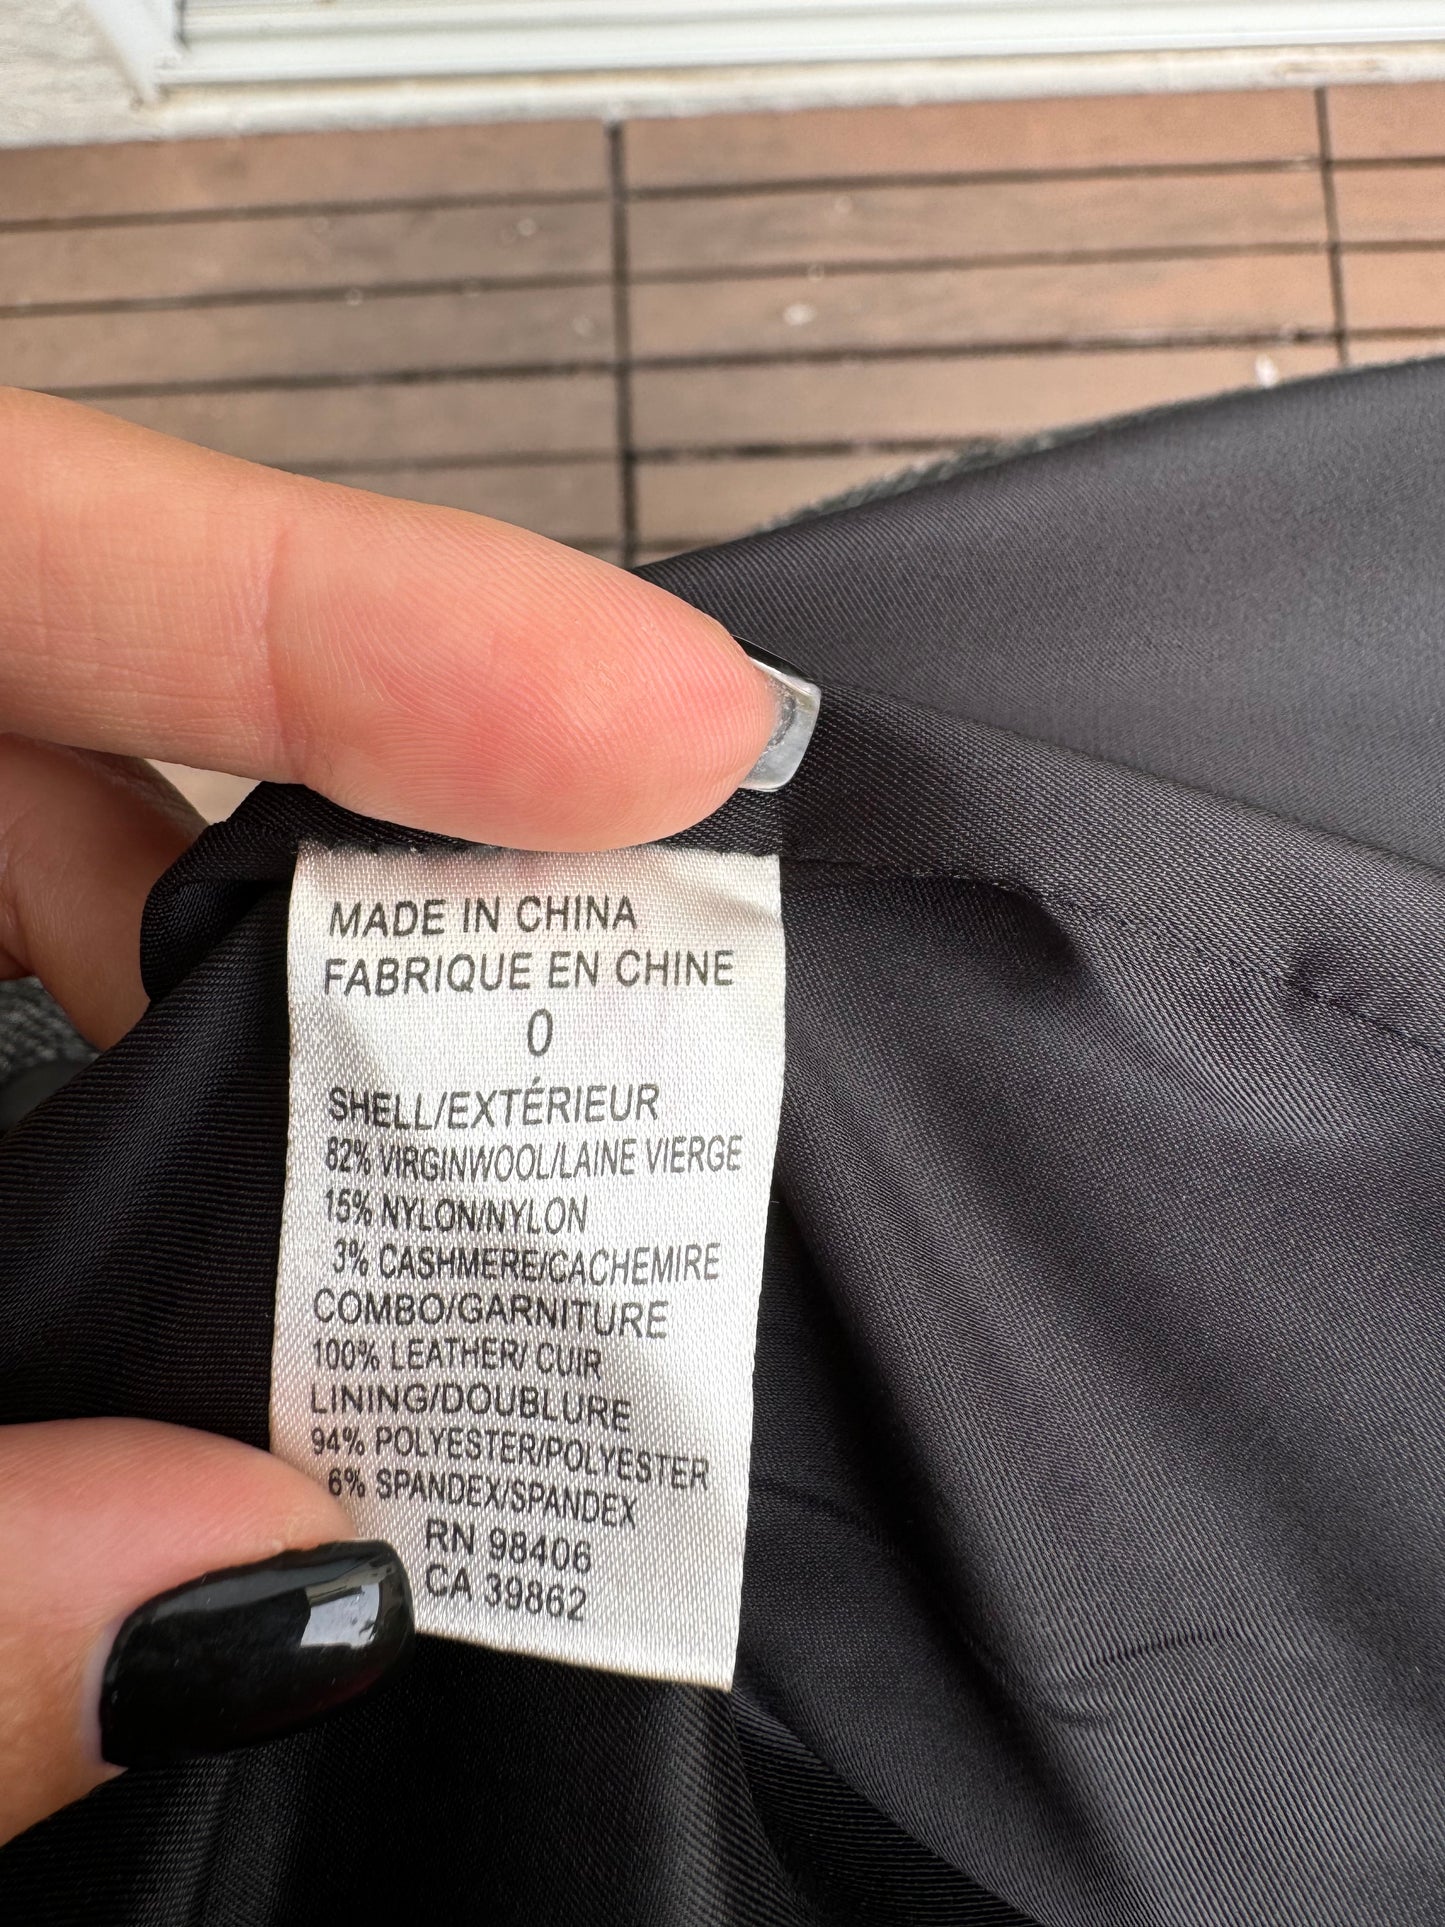 MADE IN CHINA
FABRIQUE EN CHINE
0
SHELL/EXTÉRIEUR
82% VIRGINWOOL/LAINE VIERGE
15% NYLON/NYLON
3% CASHMERE/CACHEMIRE
COMBO/GARNITURE
100% LEATHER/ CUIR
LINING/DOUBLURE
94% POLYESTER/POLYESTER
6% SPANDEX/SPANDEX
RN 98406
CA 39862